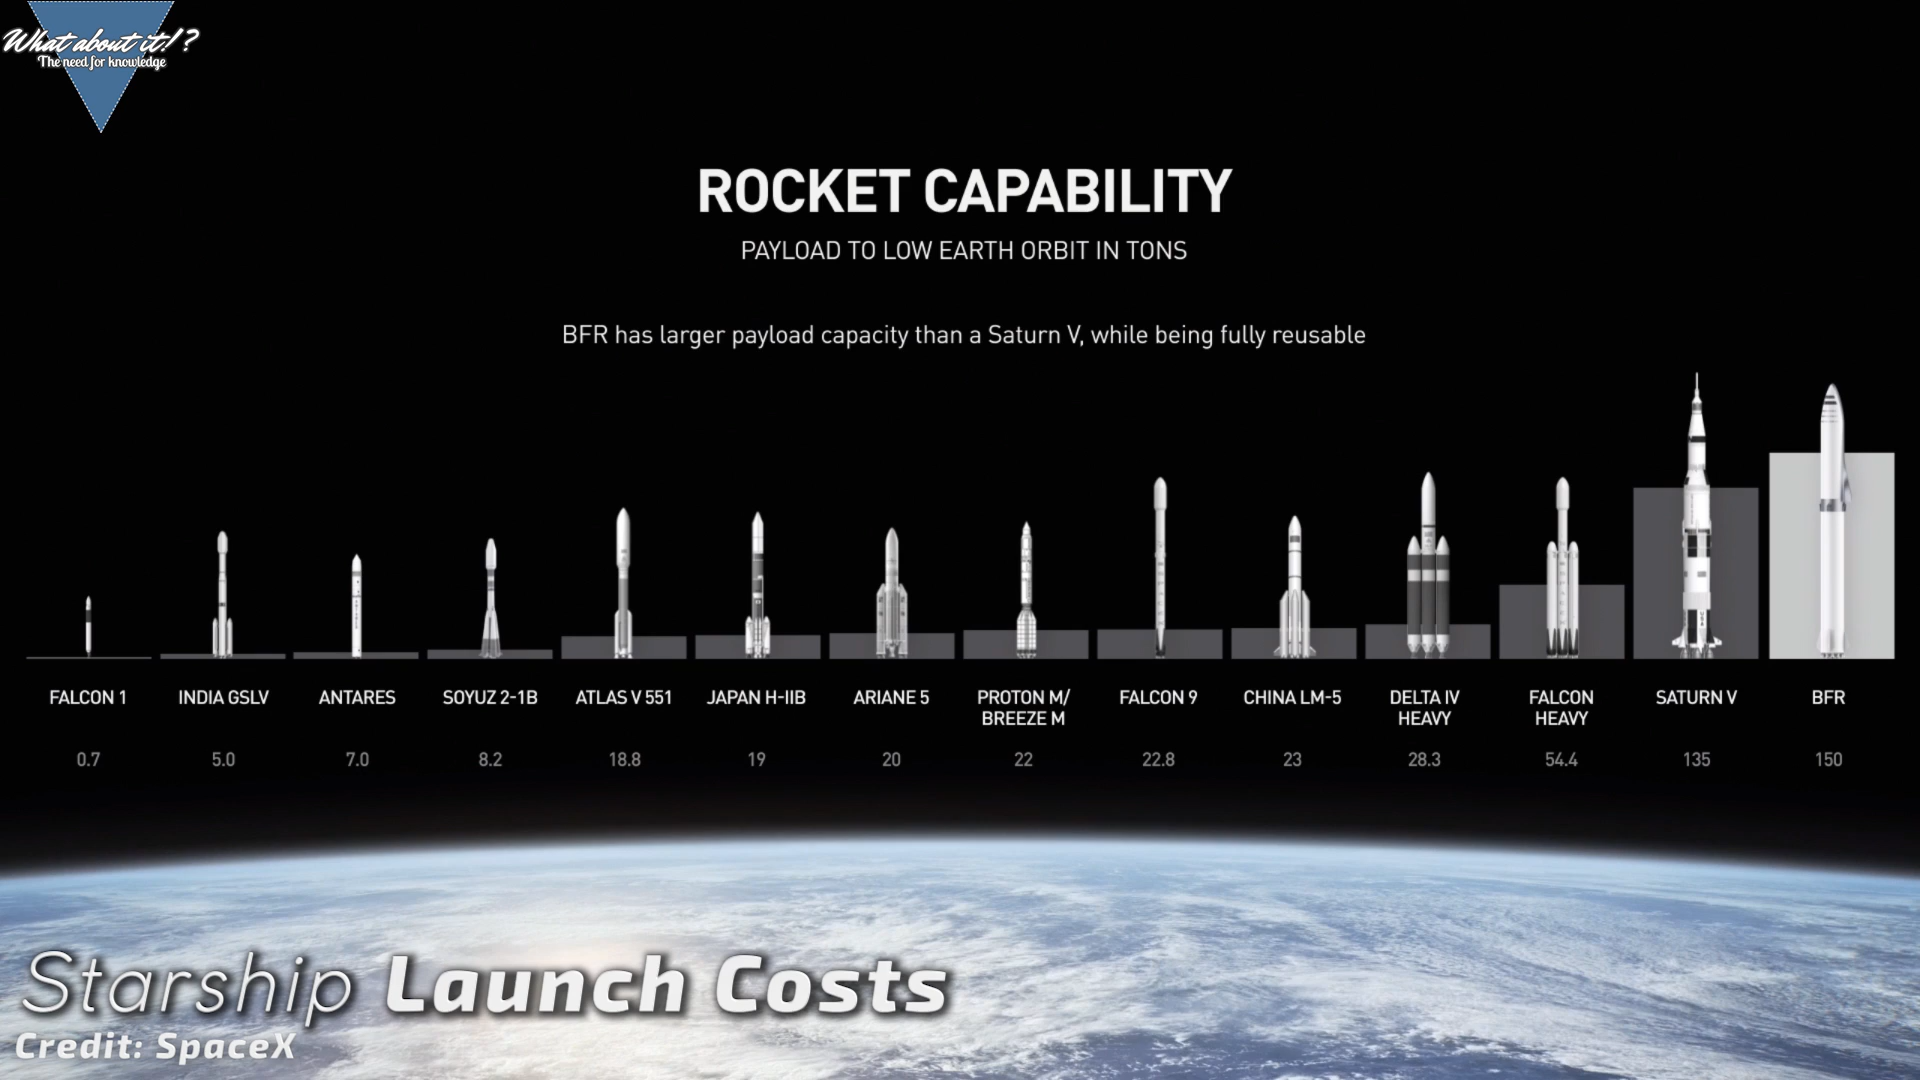 What about it!?
The need for knowledge
ROCKET CAPABILITY
PAYLOAD TO LOW EARTH ORBIT IN TONS
BFR has larger payload capacity than a Saturn V, while being fully reusable
FALCON 1
INDIA GSLV
ANTARES
SOYUZ 2-1B
ATLAS V 551
JAPAN H-IIB
ARIANE 5
PROTON M/
BREEZE M
FALCON 9
CHINA LM-5
DELTA IV
HEAVY
FALCON
HEAVY
SATURN V
BFR
0.7
5.0
7.0
8.2
18.8
19
20
22
22.8
23
28.3
54.4
135
150
Starship Launch Costs
Credit: SpaceX